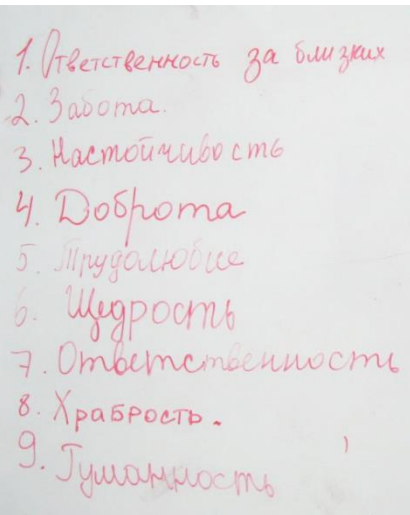 1. Ответственность за близких
2. Забота.
3. Настойчивость
4. Доброта
5. Трудолюбие
6. Щедрость
7. Ответственность
8. Храбрость.
9. Гуманность